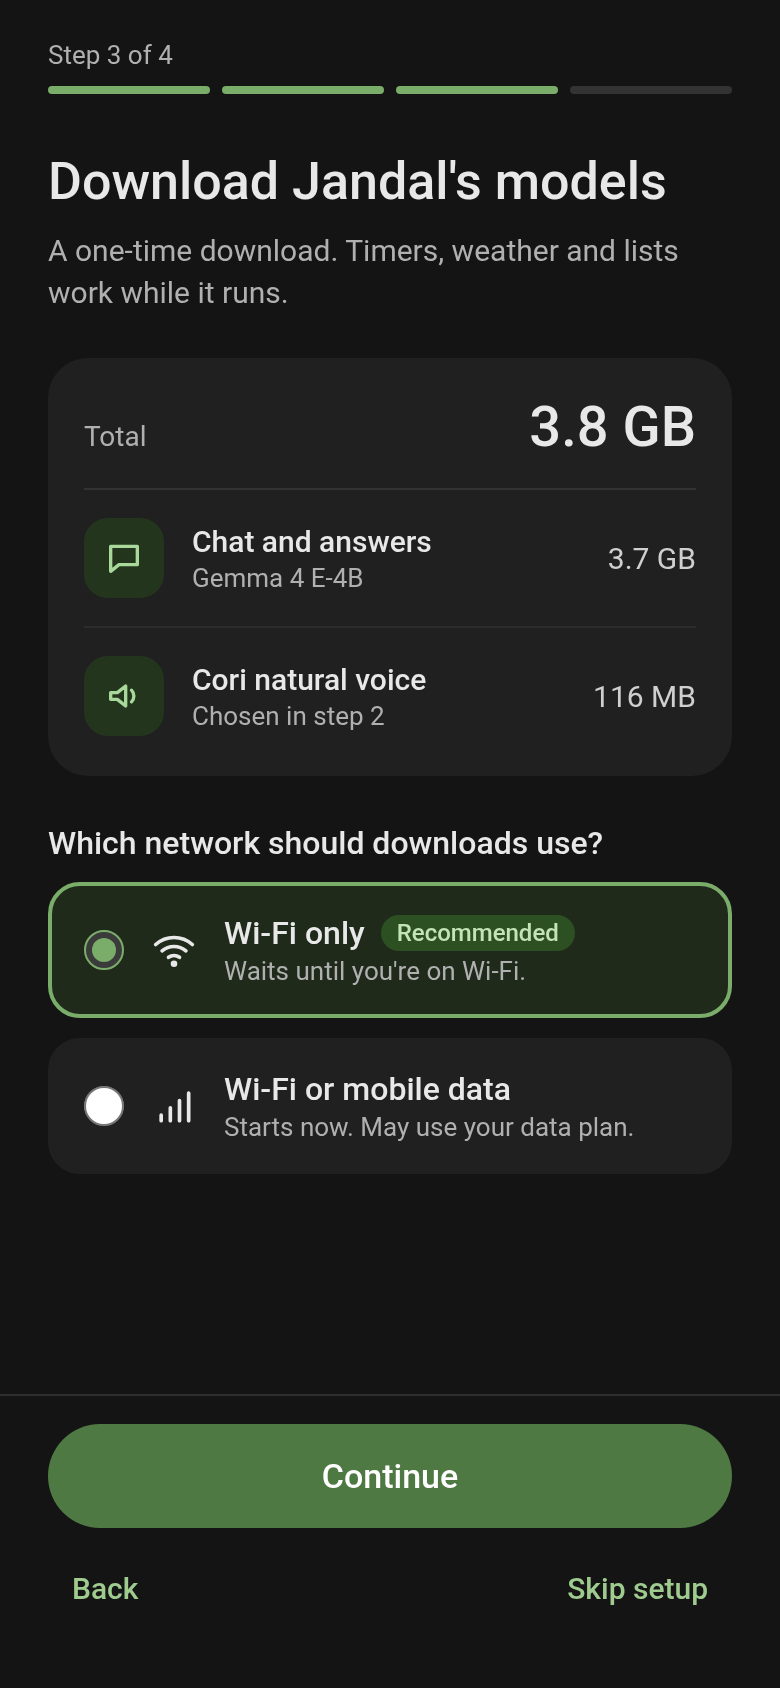 Step 3 of 4
Download Jandal's models
A one-time download. Timers, weather and lists
work while it runs.
Total 3.8 GB
Chat and answers
Gemma 4 E-4B
3.7 GB
Cori natural voice
Chosen in step 2
116 MB
Which network should downloads use?
Wi-Fi only Recommended
Waits until you're on Wi-Fi.
Wi-Fi or mobile data
Starts now. May use your data plan.
Continue
Back Skip setup